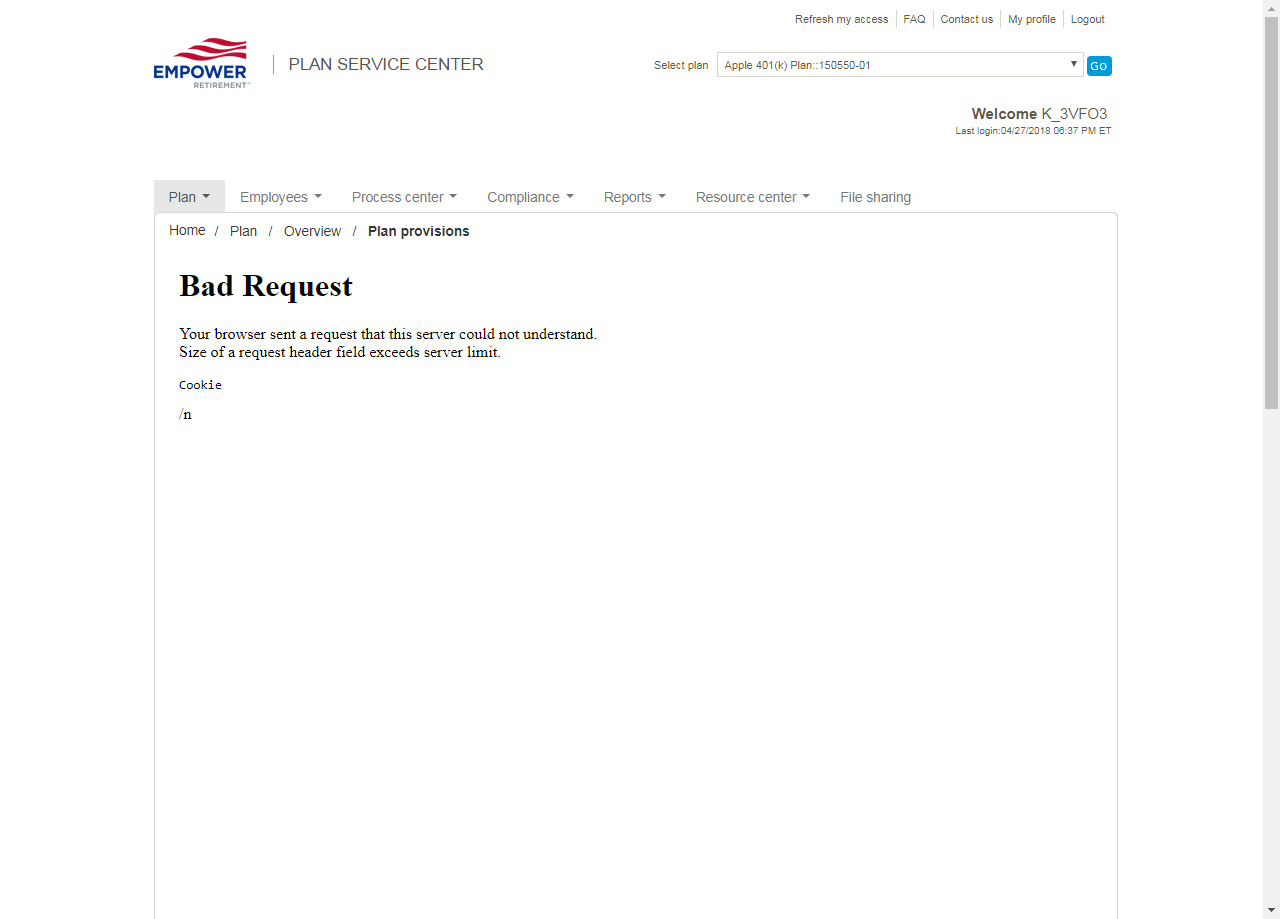 Refresh my access FAQ Contact us My profile Logout
EMPOWER
RETIREMENT™
PLAN SERVICE CENTER
Select plan Apple 401(k) Plan::150550-01 Go
Welcome K_3VFO3
Last login:04/27/2018 06:37 PM ET
Plan Employees Process center Compliance Reports Resource center File sharing
Home / Plan / Overview / Plan provisions
Bad Request
Your browser sent a request that this server could not understand.
Size of a request header field exceeds server limit.
Cookie
/n